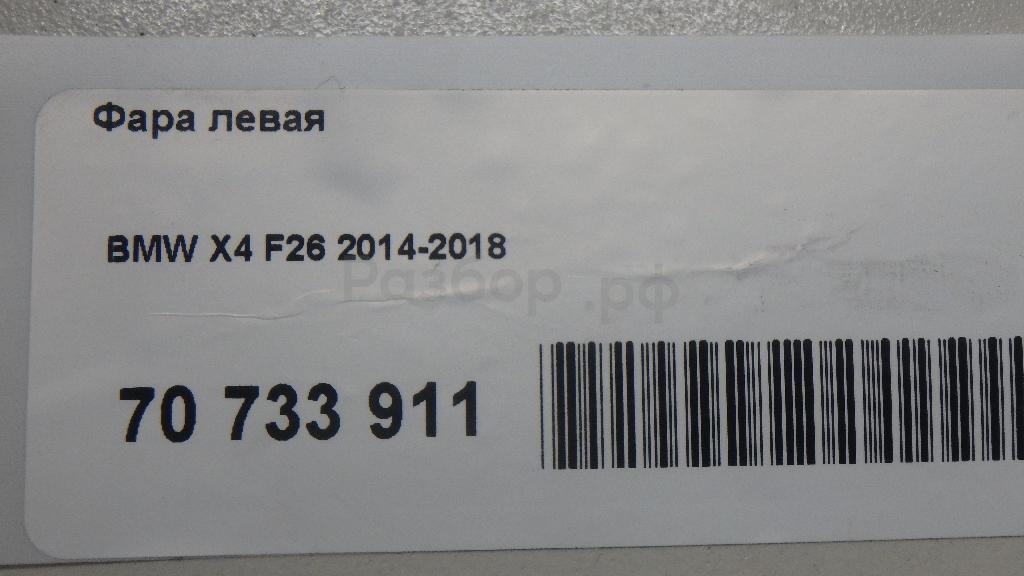 Фара левая
BMW X4 F26 2014-2018
Разбор.рф
70 733 911